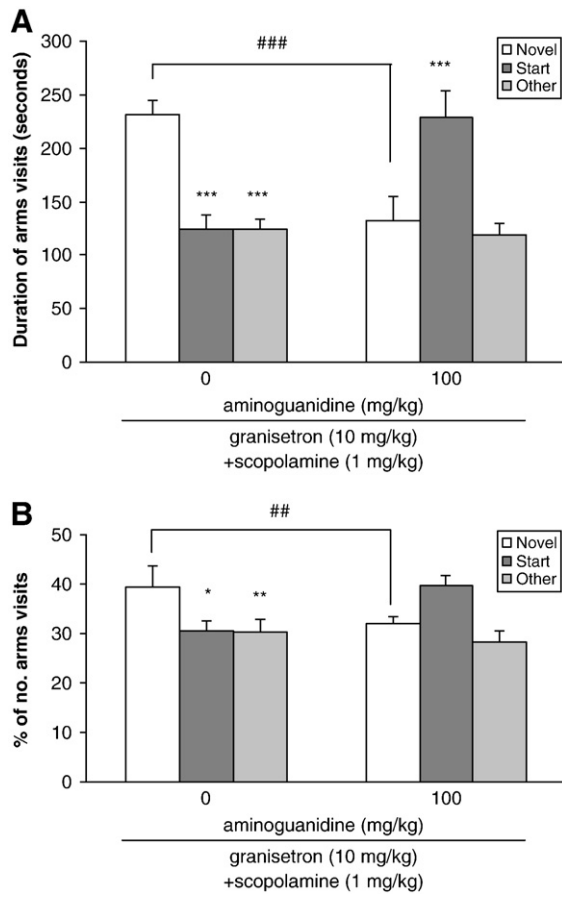 A
Duration of arms visits (seconds)
300
250
200
150
100
50
0
###
***
***
***
Novel
Start
Other
0
100
aminoguanidine (mg/kg)
granisetron (10 mg/kg)
+scopolamine (1 mg/kg)
B
% of no. arms visits
50
40
30
20
10
0
##
*
**
Novel
Start
Other
0
100
aminoguanidine (mg/kg)
granisetron (10 mg/kg)
+scopolamine (1 mg/kg)